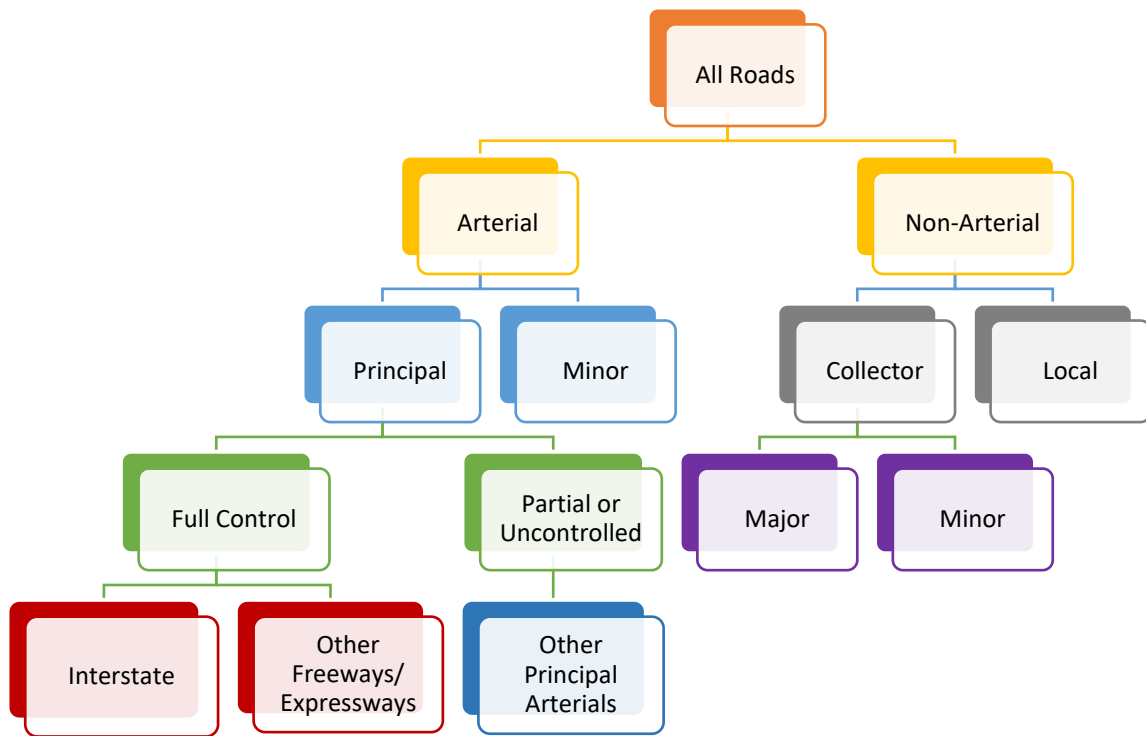 All Roads
Arterial
Non-Arterial
Principal
Minor
Collector
Local
Full Control
Partial or
Uncontrolled
Major
Minor
Interstate
Other
Freeways/
Expressways
Other
Principal
Arterials